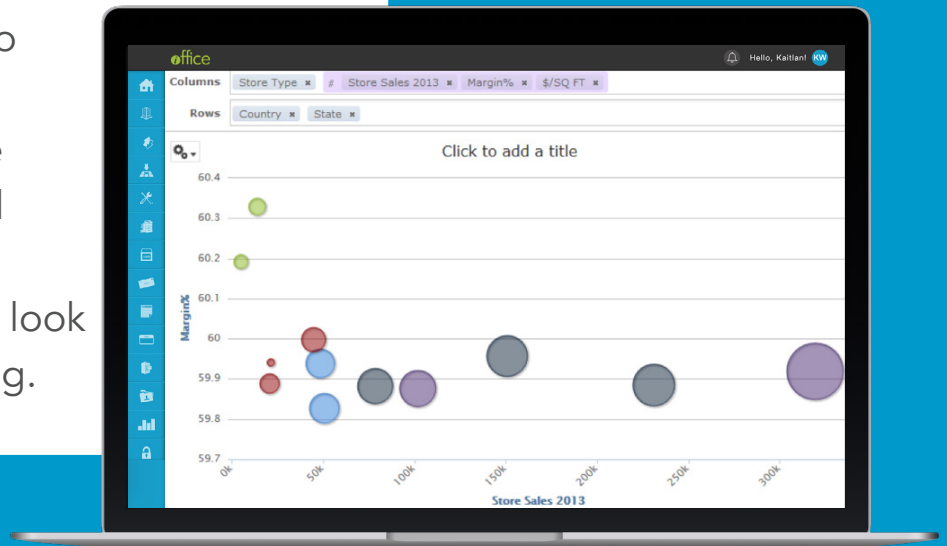 o
e
l
look
g.
office
Hello, Kaitlan! KW
Columns Store Type × # Store Sales 2013 × Margin% × $/SQ FT ×
Rows Country × State ×
Click to add a title
60.4
60.3
60.2
60.1
60
59.9
59.8
59.7
Margin%
0k 50k 100k 150k 200k 250k 300k
Store Sales 2013